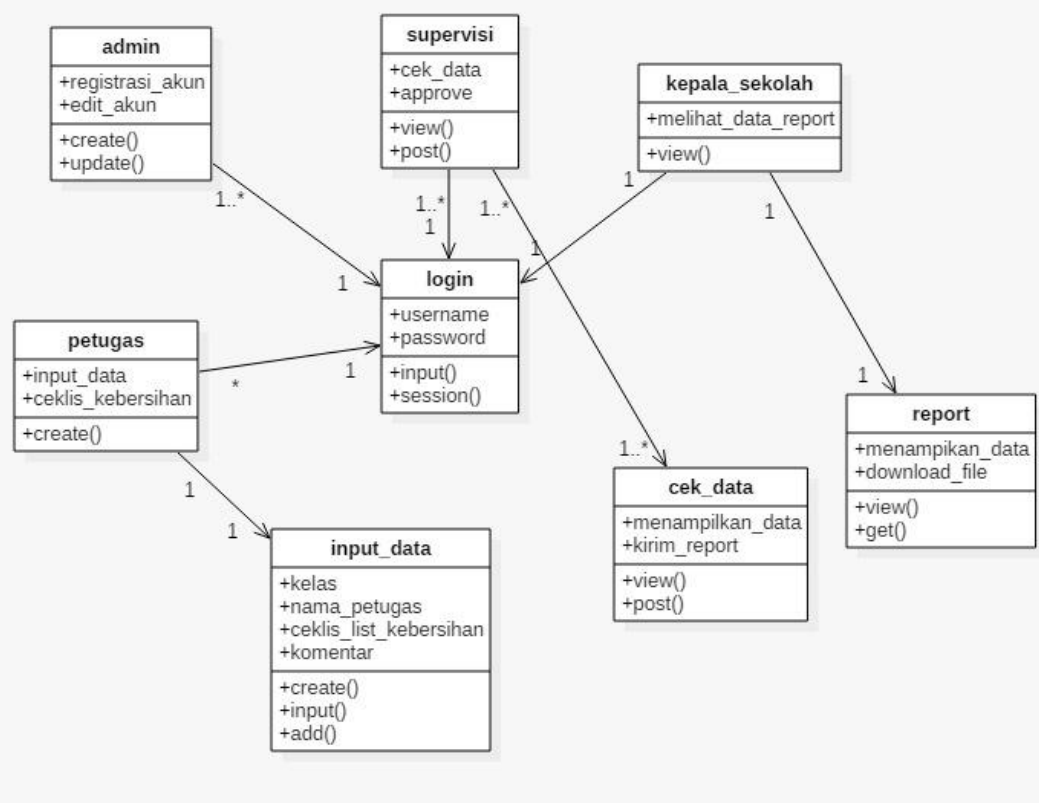 admin
+registrasi_akun
+edit_akun
+create()
+update()
supervisi
+cek_data
+approve
+view()
+post()
kepala_sekolah
+melihat_data_report
+view()
1..*
1
1..*
1
1..*
1..*
1
1
1
1
login
+username
+password
+input()
+session()
petugas
+input_data
+ceklis_kebersihan
+create()
*
1
1
1
input_data
+kelas
+nama_petugas
+ceklis_list_kebersihan
+komentar
+create()
+input()
+add()
cek_data
+menampilkan_data
+kirim_report
+view()
+post()
report
+menampikan_data
+download_file
+view()
+get()